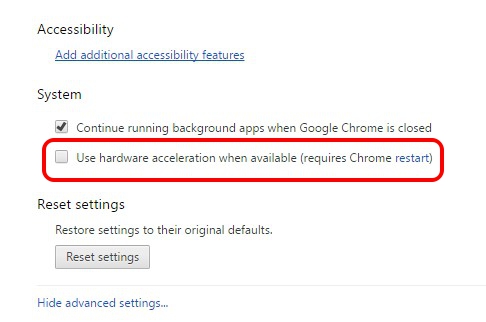 Accessibility
Add additional accessibility features
System
Continue running background apps when Google Chrome is closed
Use hardware acceleration when available (requires Chrome restart)
Reset settings
Restore settings to their original defaults.
Reset settings
Hide advanced settings...